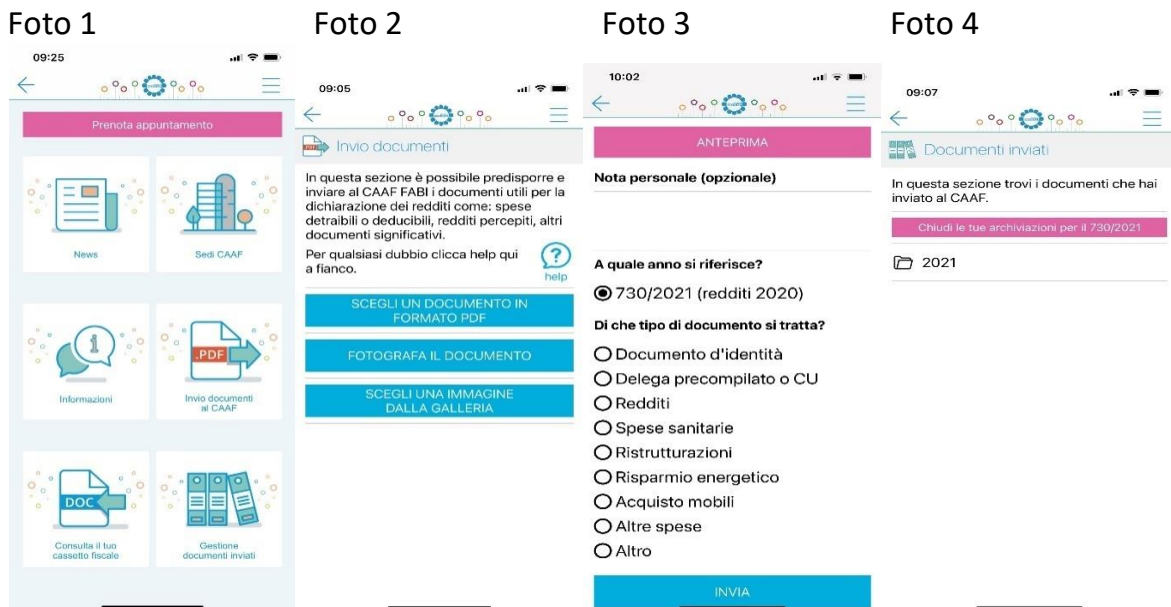 Foto 1
09:25
Prenota appuntamento
News
Sedi CAAF
i
.PDF
Informazioni
Invio documenti
al CAAF
DOC
Consulta il tuo
cassetto fiscale
Gestione
documenti inviati
Foto 2
09:05
PDF
Invio documenti
In questa sezione è possibile predisporre e
inviare al CAAF FABI i documenti utili per la
dichiarazione dei redditi come: spese
detraibili o deducibili, redditi percepiti, altri
documenti significativi.
Per qualsiasi dubbio clicca help qui
a fianco.
?
help
SCEGLI UN DOCUMENTO IN
FORMATO PDF
FOTOGRAFA IL DOCUMENTO
SCEGLI UNA IMMAGINE
DALLA GALLERIA
Foto 3
10:02
ANTEPRIMA
Nota personale (opzionale)
A quale anno si riferisce?
730/2021 (redditi 2020)
Di che tipo di documento si tratta?
Documento d'identità
Delega precompilato o CU
Redditi
Spese sanitarie
Ristrutturazioni
Risparmio energetico
Acquisto mobili
Altre spese
Altro
INVIA
Foto 4
09:07
Documenti inviati
In questa sezione trovi i documenti che hai
inviato al CAAF.
Chiudi le tue archiviazioni per il 730/2021
2021